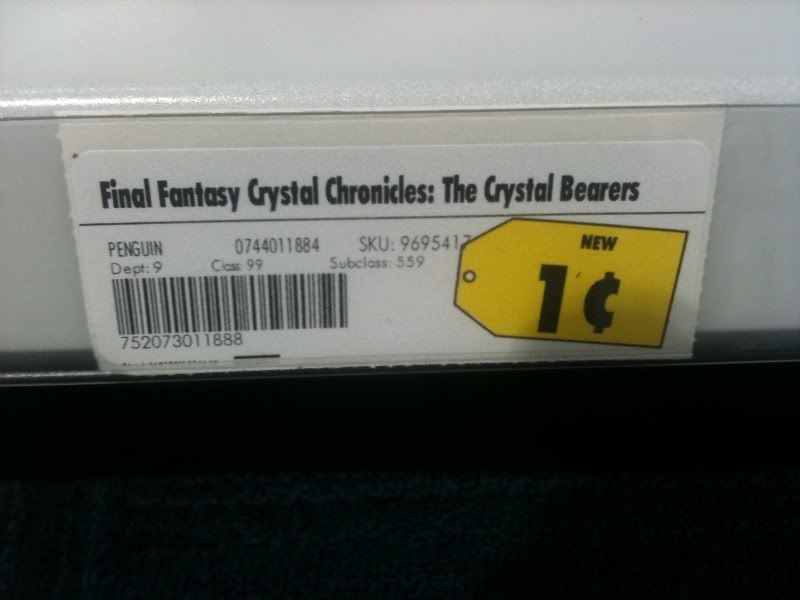 Final Fantasy Crystal Chronicles: The Crystal Bearers
PENGUIN 0744011884 SKU: 9695417
Dept: 9 Class: 99 Subclass: 559
752073011888
NEW
1¢